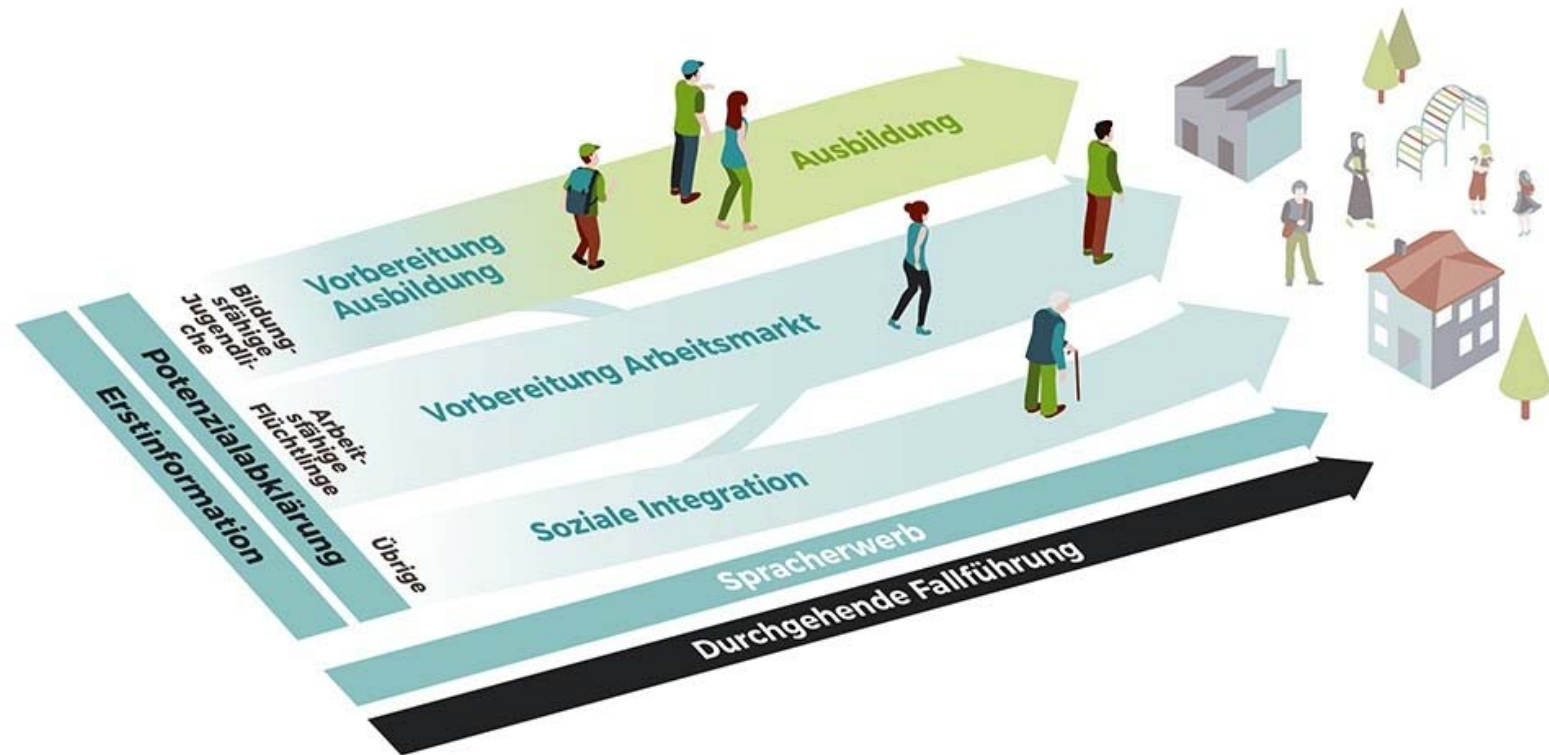 Erstinformation
Potenzialabklärung
Bildung-
sfähige
Jugendli-
che
Vorbereitung
Ausbildung
Ausbildung
Arbeit-
sfähige
Flüchtlinge
Vorbereitung Arbeitsmarkt
Übrige
Soziale Integration
Spracherwerb
Durchgehende Fallführung